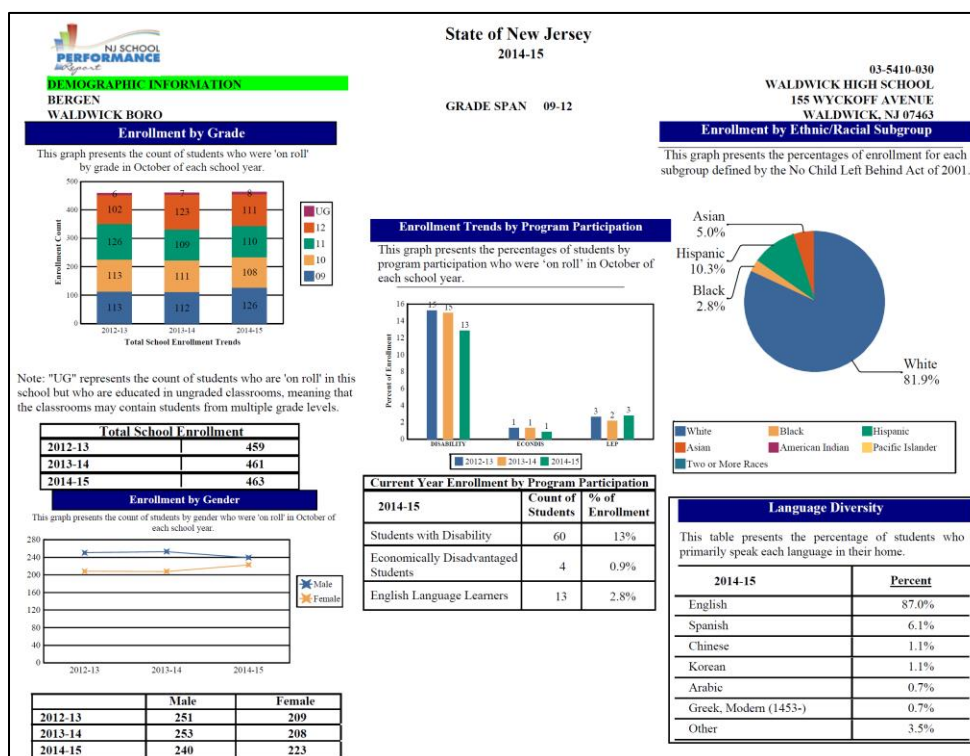 NJ SCHOOL
PERFORMANCE
Report
State of New Jersey
2014-15
DEMOGRAPHIC INFORMATION
BERGEN
WALDWICK BORO
GRADE SPAN 09-12
03-5410-030
WALDWICK HIGH SCHOOL
155 WYCKOFF AVENUE
WALDWICK, NJ 07463
Enrollment by Grade
This graph presents the count of students who were 'on roll'
by grade in October of each school year.
Enrollment Count
500
400
300
200
100
0
6
102
126
113
113
7
123
109
111
112
8
111
110
108
126
2012-13
2013-14
2014-15
Total School Enrollment Trends
UG
12
11
10
09
Note: "UG" represents the count of students who are 'on roll' in this
school but who are educated in ungraded classrooms, meaning that
the classrooms may contain students from multiple grade levels.
Total School Enrollment
2012-13 459
2013-14 461
2014-15 463
Enrollment by Gender
This graph presents the count of students by gender who were 'on roll' in October of
each school year.
280
240
200
160
120
80
40
0
2012-13
2013-14
2014-15
Male
Female
Male Female
2012-13 251 209
2013-14 253 208
2014-15 240 223
Enrollment Trends by Program Participation
This graph presents the percentages of students by
program participation who were 'on roll' in October of
each school year.
Percent of Enrollment
16
14
12
10
8
6
4
2
0
15
15
13
1
1
1
3
2
3
DISABILITY
ECONDIS
LEP
2012-13 2013-14 2014-15
Current Year Enrollment by Program Participation
2014-15
Count of
Students
% of
Enrollment
Students with Disability 60 13%
Economically Disadvantaged
Students 4 0.9%
English Language Learners 13 2.8%
Enrollment by Ethnic/Racial Subgroup
This graph presents the percentages of enrollment for each
subgroup defined by the No Child Left Behind Act of 2001.
Asian
5.0%
Hispanic
10.3%
Black
2.8%
White
81.9%
White Black Hispanic
Asian American Indian Pacific Islander
Two or More Races
Language Diversity
This table presents the percentage of students who
primarily speak each language in their home.
2014-15 Percent
English 87.0%
Spanish 6.1%
Chinese 1.1%
Korean 1.1%
Arabic 0.7%
Greek, Modern (1453-) 0.7%
Other 3.5%